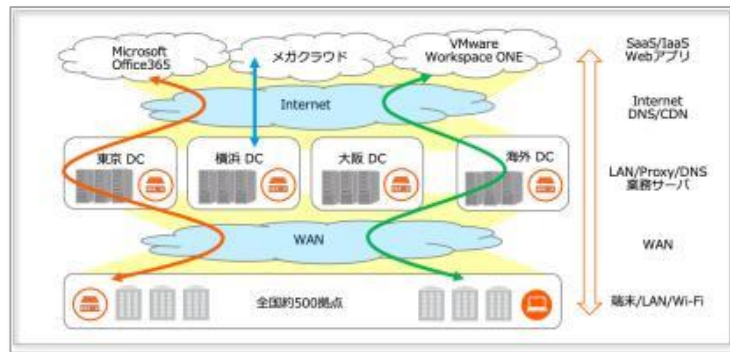 Microsoft
Office365
メガクラウド
VMware
Workspace ONE
SaaS/IaaS
Webアプリ
Internet
Internet
DNS/CDN
東京 DC
横浜 DC
大阪 DC
海外 DC
LAN/Proxy/DNS
業務サーバ
WAN
WAN
全国約500拠点
端末/LAN/Wi-Fi